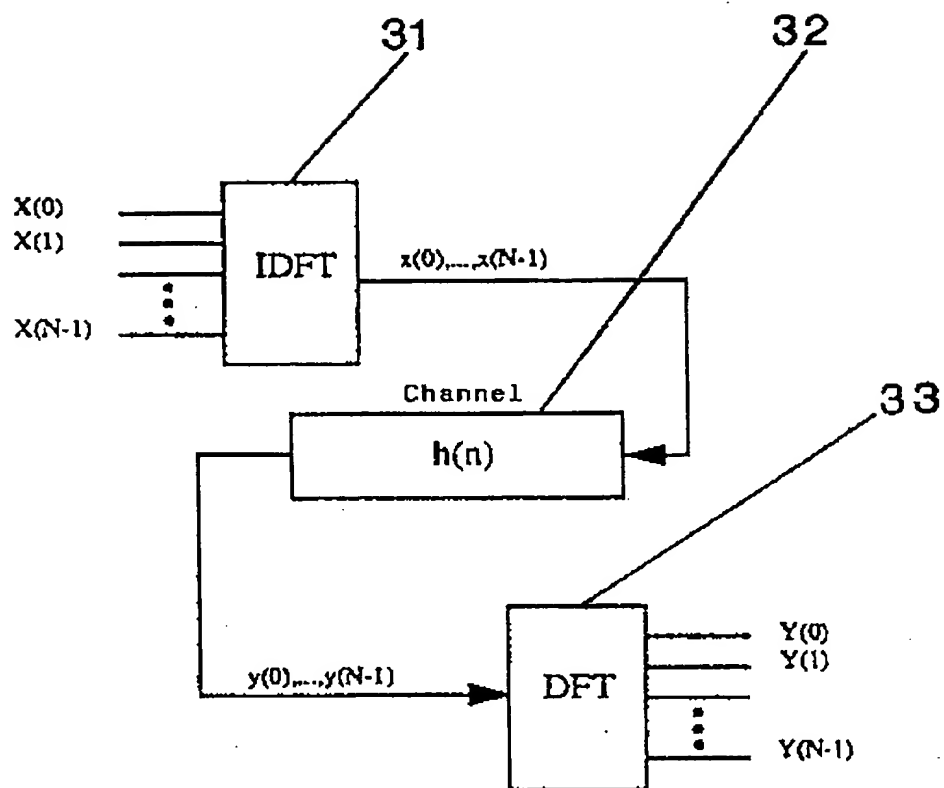 31
32
X(0)
X(1)
X(N-1)
IDFT
x(0),...,x(N-1)
Channel
h(n)
33
y(0),...,y(N-1)
DFT
Y(0)
Y(1)
Y(N-1)